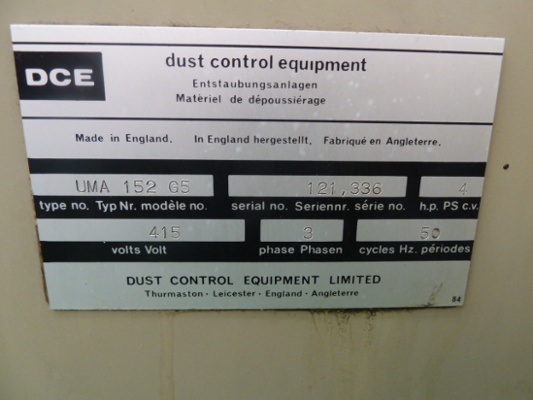 DCE
dust control equipment
Entstaubungsanlagen
Matériel de dépoussiérage
Made in England. In England hergestellt. Fabriqué en Angleterre.
UMA 152 G5 121,336 4
type no. Typ Nr. modèle no. serial no. Seriennr. série no. h.p. PS c.v.
415 3 50
volts Volt phase Phasen cycles Hz. périodes
DUST CONTROL EQUIPMENT LIMITED
Thurmaston · Leicester · England · Angleterre
84